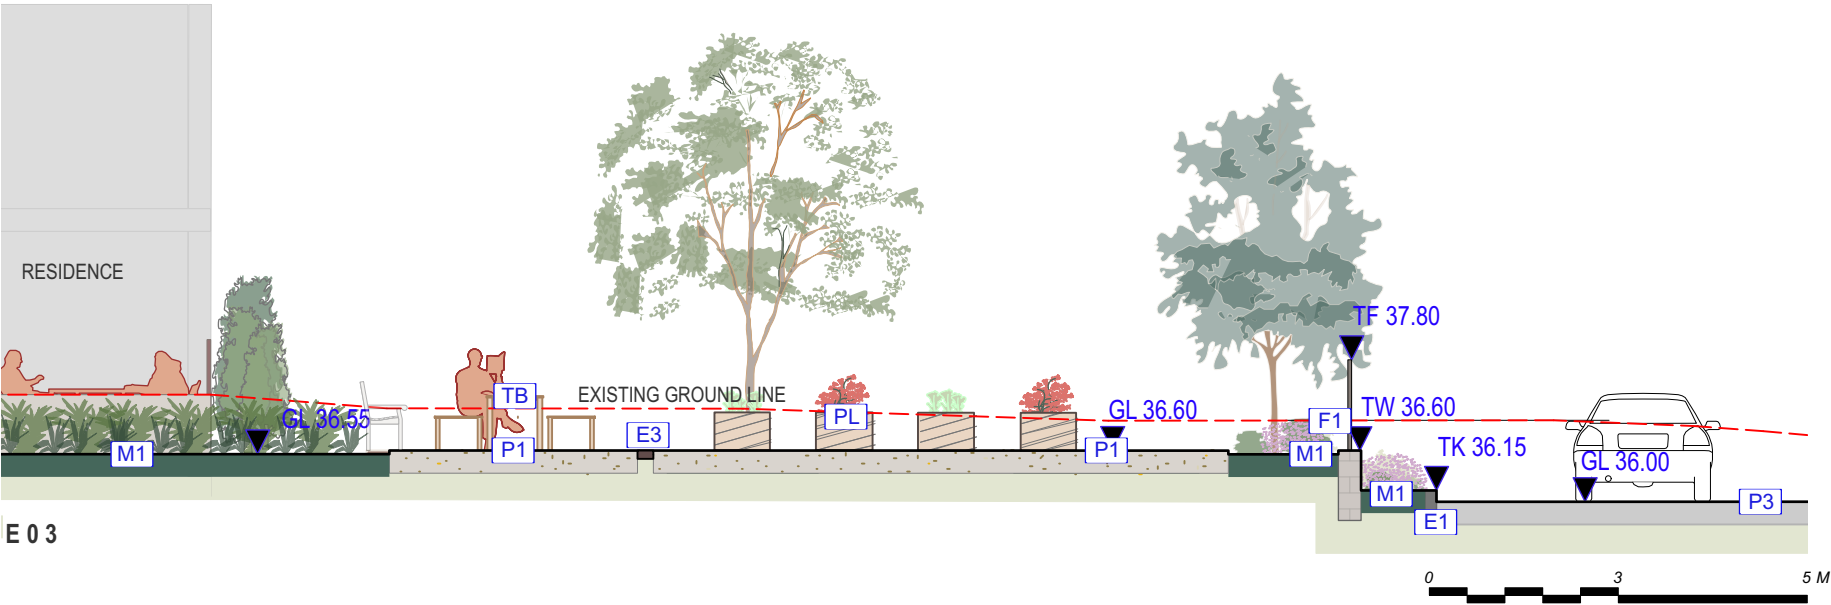 RESIDENCE
TF 37.80
EXISTING GROUND LINE
TB
GL 36.55
PL
GL 36.60
F1
TW 36.60
M1
P1
E3
P1
M1
TK 36.15
GL 36.00
M1
E1
P3
E 0 3
0 3 5 M